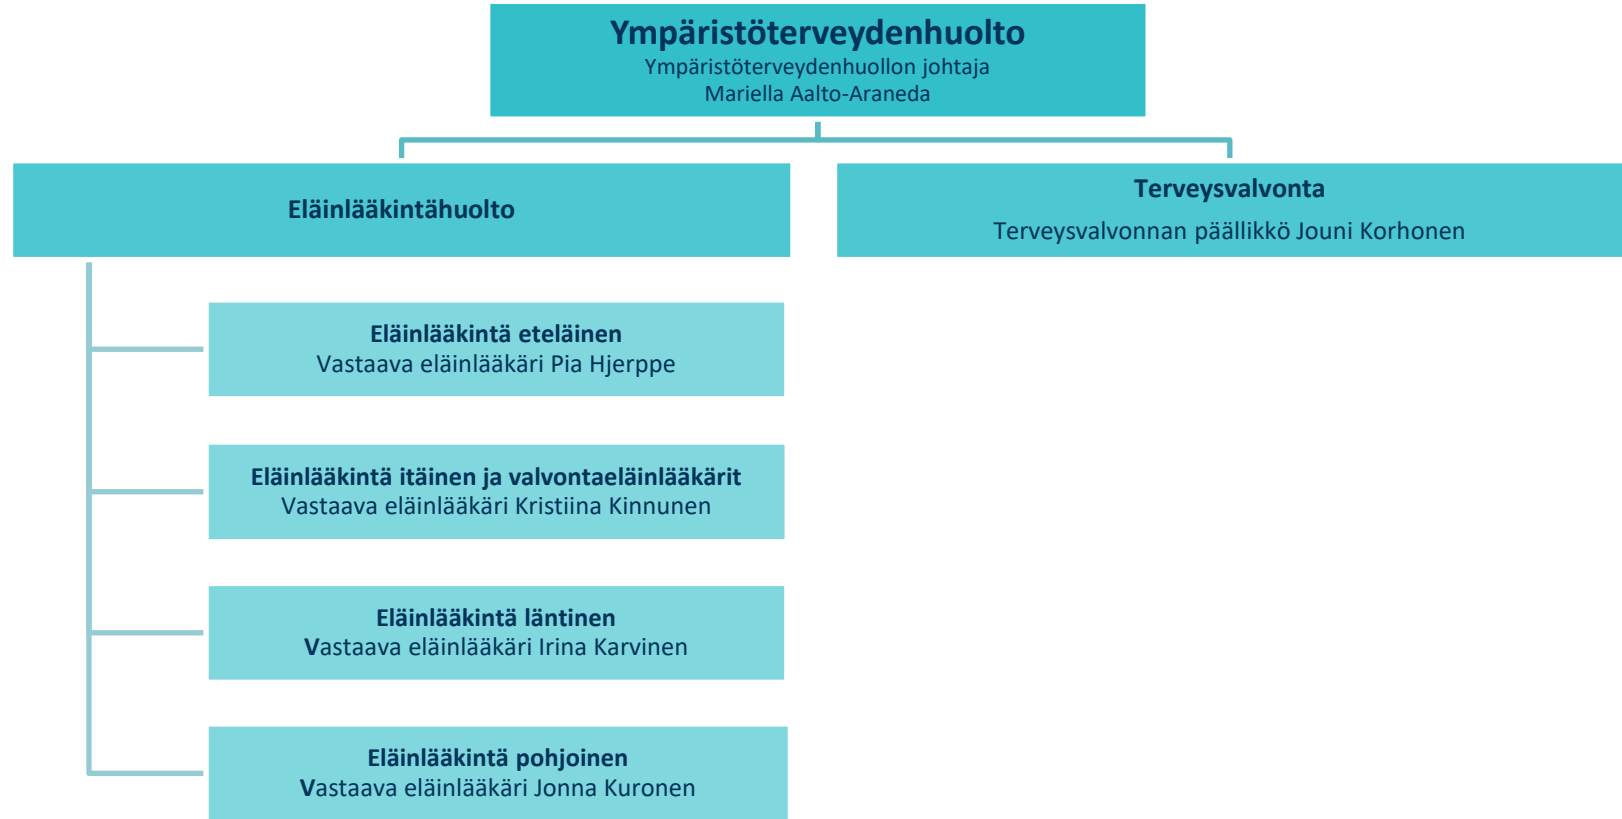 Ympäristöterveydenhuolto
Ympäristöterveydenhuollon johtaja
Mariella Aalto-Araneda
Eläinlääkintähuolto
Terveysvalvonta
Terveysvalvonnan päällikkö Jouni Korhonen
Eläinlääkintä eteläinen
Vastaava eläinlääkäri Pia Hjerppe
Eläinlääkintä itäinen ja valvontaeläinlääkärit
Vastaava eläinlääkäri Kristiina Kinnunen
Eläinlääkintä läntinen
Vastaava eläinlääkäri Irina Karvinen
Eläinlääkintä pohjoinen
Vastaava eläinlääkäri Jonna Kuronen